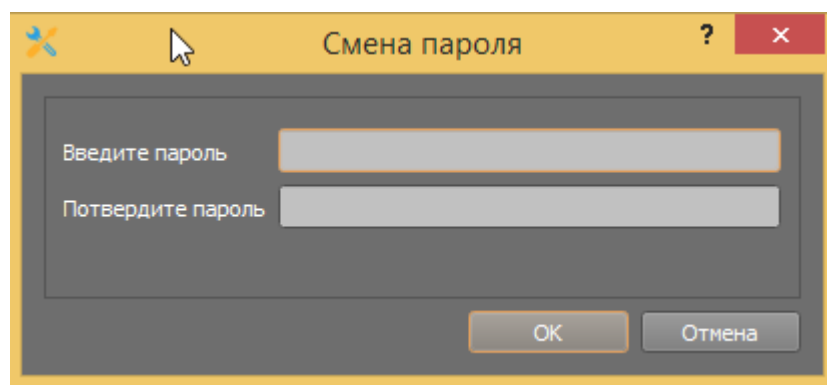 Смена пароля ? ×
Введите пароль
Потвердите пароль
OK Отмена